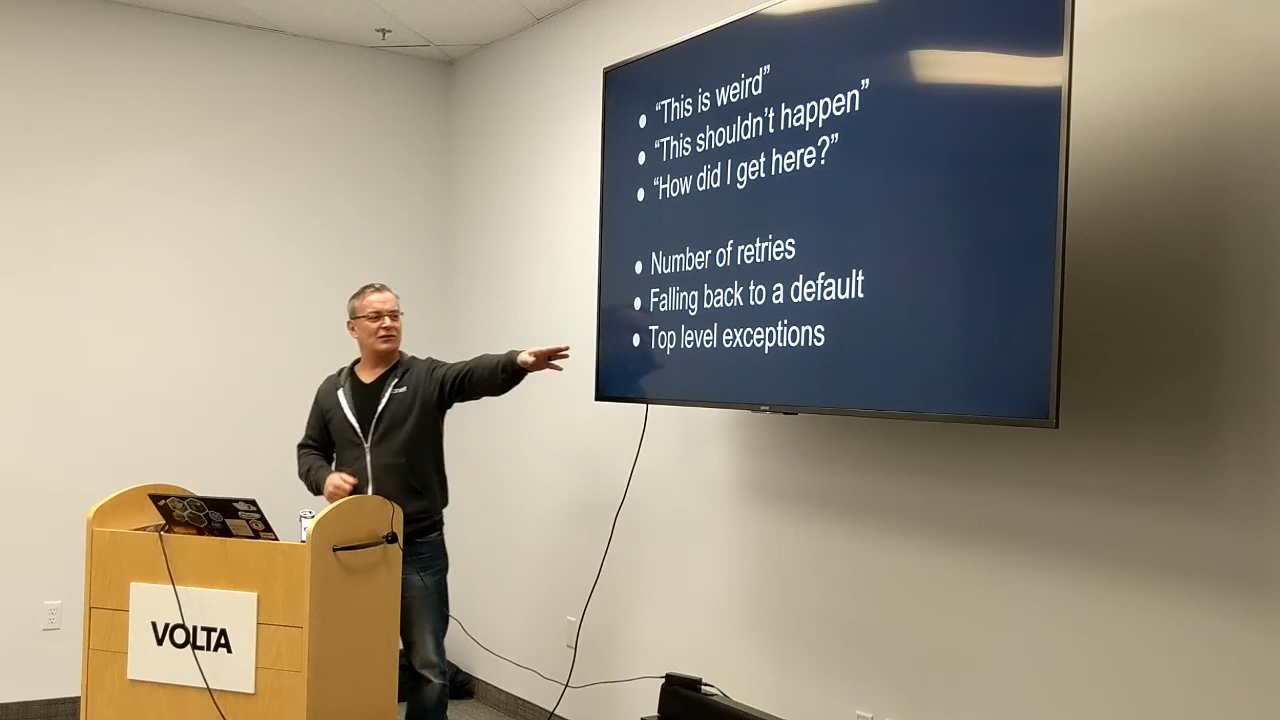 • “This is weird”
• “This shouldn’t happen”
• “How did I get here?”
• Number of retries
• Falling back to a default
• Top level exceptions
VOLTA